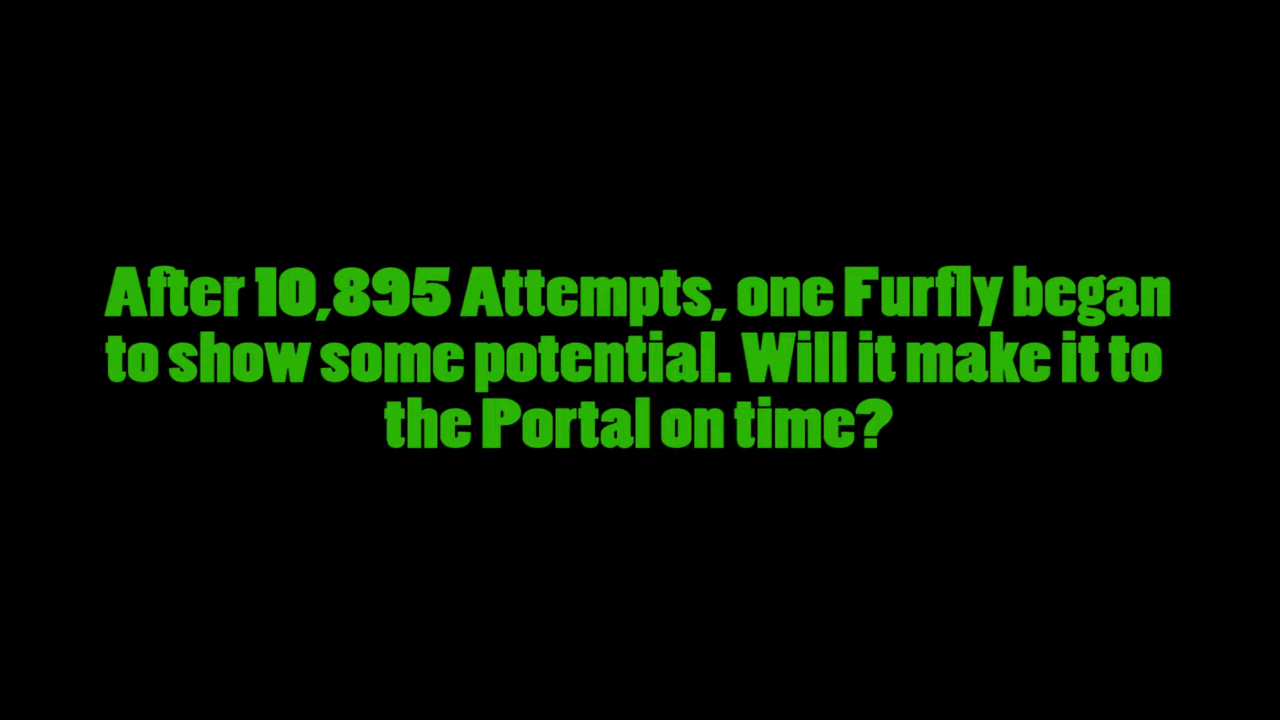 After 10,895 Attempts, one Furfly began
to show some potential. Will it make it to
the Portal on time?